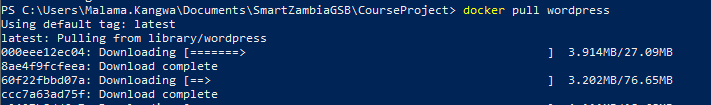 PS C:\Users\Malama.Kangwa\Documents\SmartZambiaGSB\CourseProject> docker pull wordpress
Using default tag: latest
latest: Pulling from library/wordpress
000eee12ec04: Downloading [=======>                                           ]  3.914MB/27.09MB
8ae4f9fcfeea: Download complete
60f22fbbd07a: Downloading [==>                                                ]  3.202MB/76.65MB
ccc7a63ad75f: Download complete